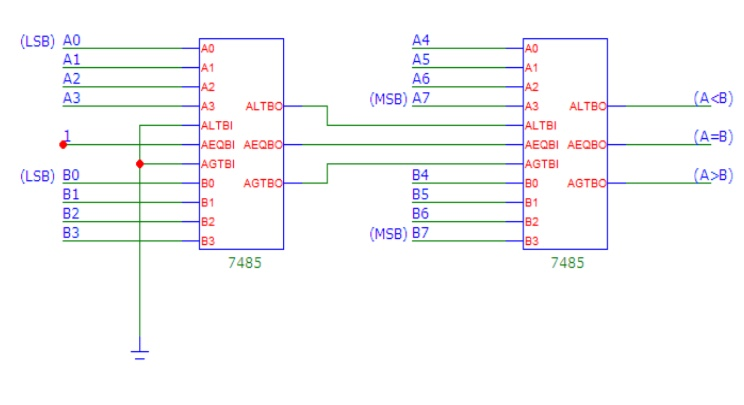 (LSB) A0 A0 A4 A0
A1 A1 A5 A1
A2 A2 A6 A2
A3 A3 ALTBO (MSB) A7 A3 ALTBO (A<B)
ALTBI ALTBI
1 AEQBI AEQBO AEQBI AEQBO (A=B)
AGTBI AGTBI
(LSB) B0 B0 AGTBO B4 B0 AGTBO (A>B)
B1 B1 B5 B1
B2 B2 B6 B2
B3 B3 (MSB) B7 B3
7485 7485